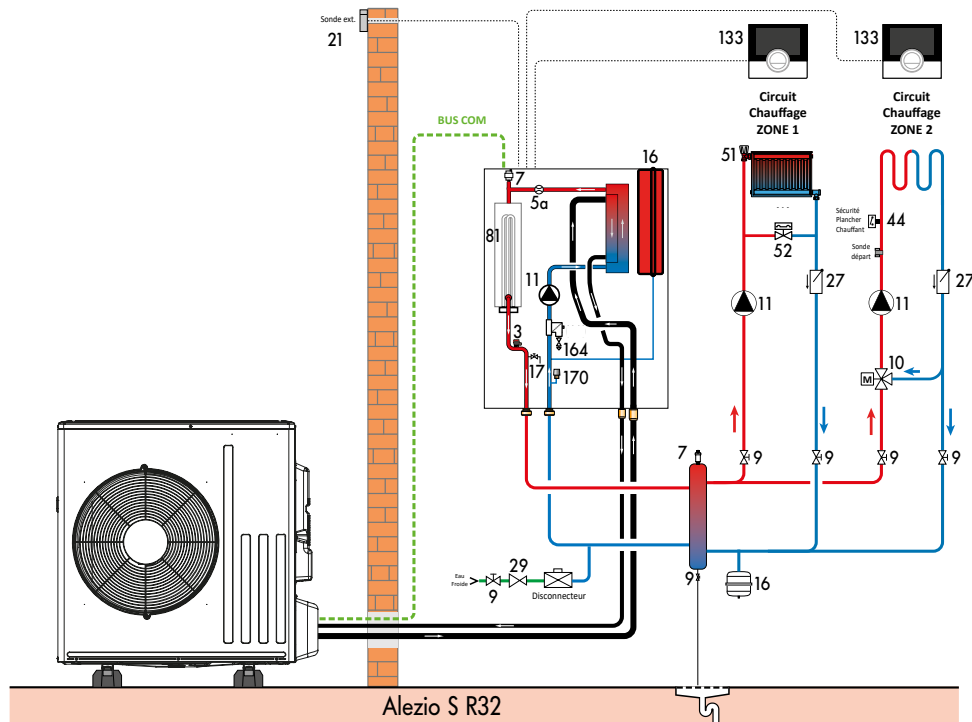 Sonde ext.
21
133
133
Circuit
Chauffage
ZONE 1
Circuit
Chauffage
ZONE 2
BUS COM
7
5a
16
81
11
3
17
164
170
51
52
27
11
Sécurité
Plancher
Chauffant
44
Sonde
départ
11
27
10
M
9
9
9
9
7
9
16
Eau
Froide
9
29
Disconnecteur
Alezio S R32